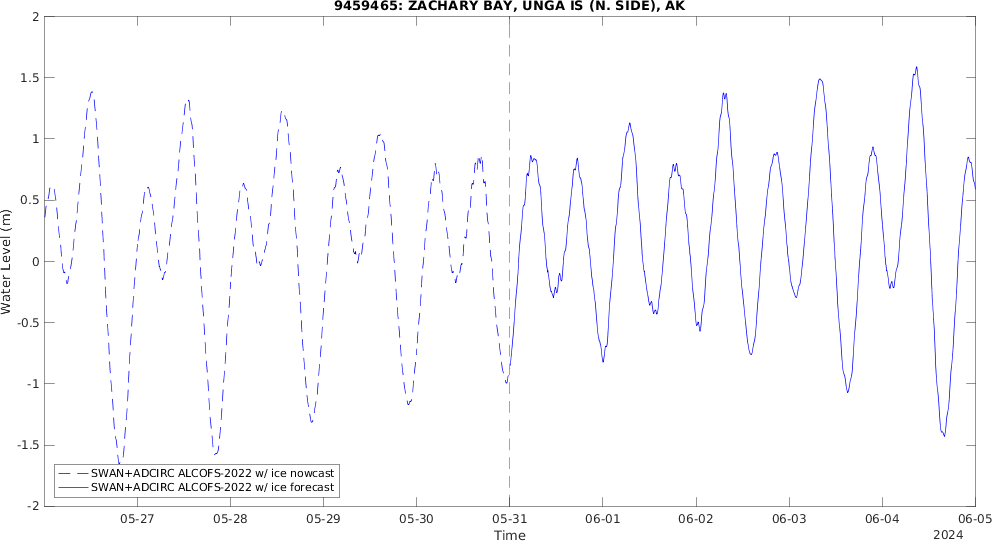 9459465: ZACHARY BAY, UNGA IS (N. SIDE), AK
2
1.5
1
0.5
0
-0.5
-1
-1.5
-2
Water Level (m)
SWAN+ADCIRC ALCOFS-2022 w/ ice nowcast
SWAN+ADCIRC ALCOFS-2022 w/ ice forecast
05-27 05-28 05-29 05-30 05-31 06-01 06-02 06-03 06-04 06-05
Time
2024